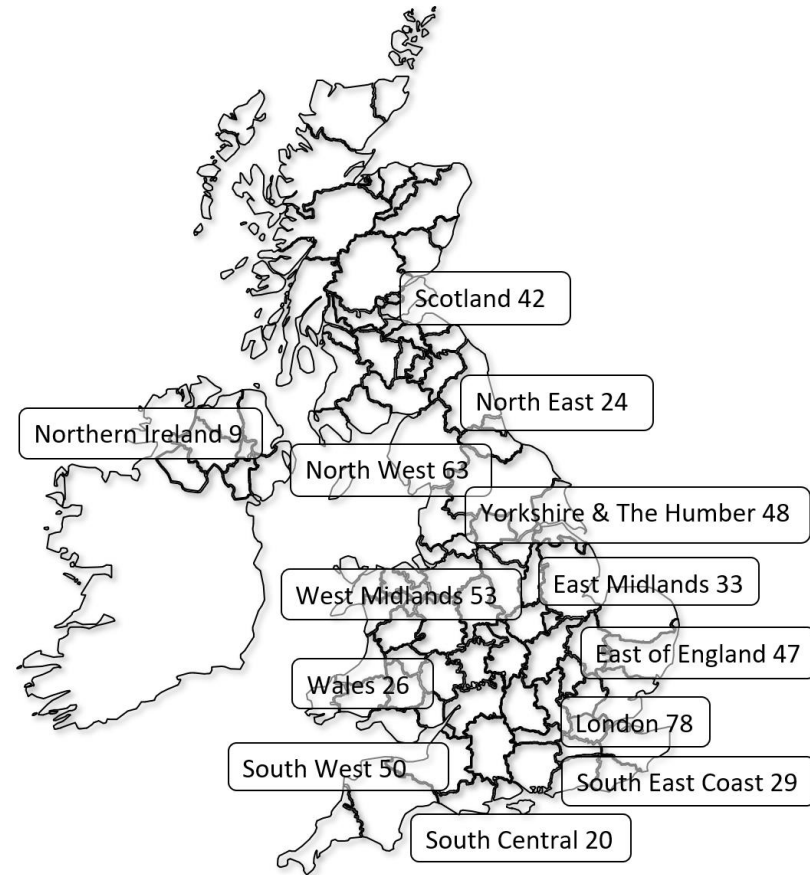 Scotland 42
North East 24
Northern Ireland 9
North West 63
Yorkshire & The Humber 48
East Midlands 33
West Midlands 53
East of England 47
Wales 26
London 78
South West 50
South East Coast 29
South Central 20